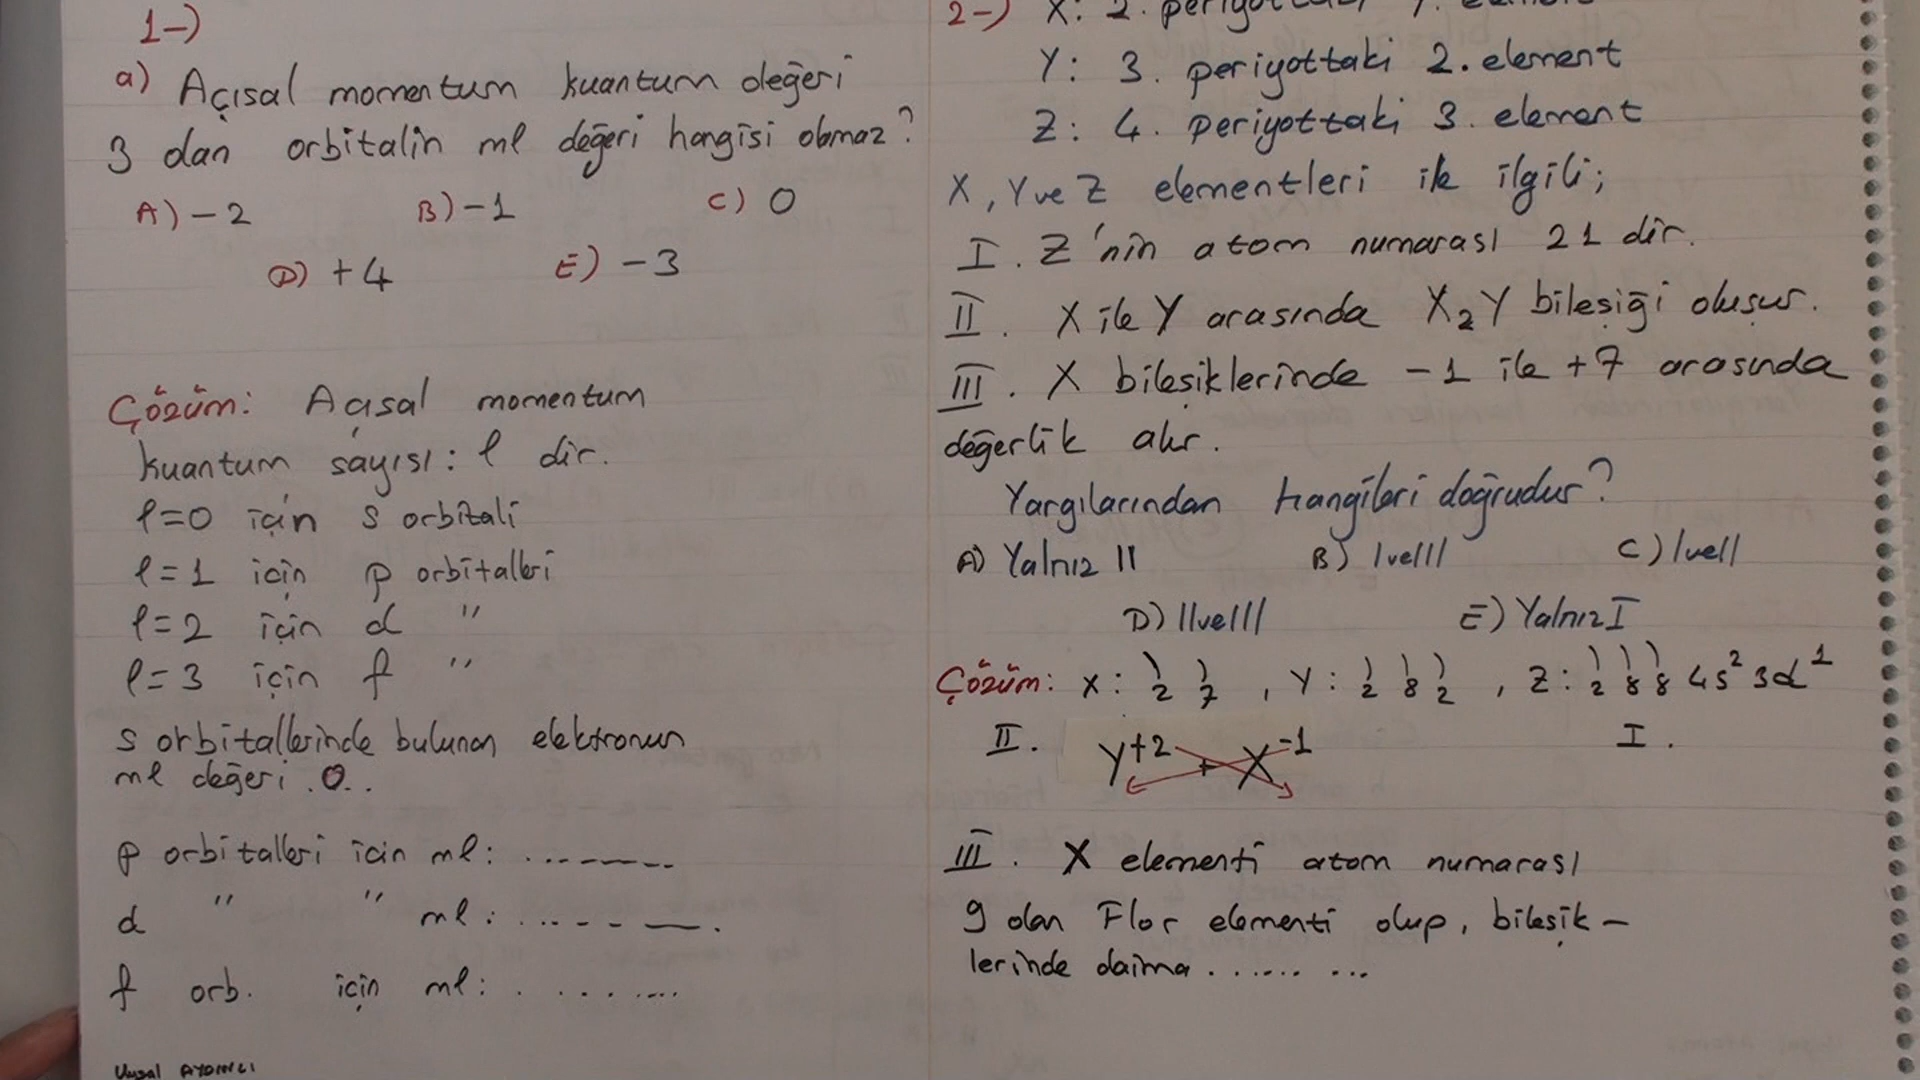 1-)
a) Açısal momentum kuantum değeri
3 dan orbitalin ml değeri hangisi olmaz?
A) -2 B) -1 C) 0
D) +4 E) -3
Çözüm: Açısal momentum
kuantum sayısı: l dir.
l=0 için s orbitali
l=1 için p orbitalleri
l=2 için d "
l=3 için f "
s orbitallerinde bulunan elektronun
ml değeri .0..
p orbitalleri için ml: ...-----..
d " " ml: ...- - —.
f orb. için ml: . .......
Uysal AYDINCI
2-) X: 2. periyottaki 7. element
Y: 3. periyottaki 2. element
Z: 4. periyottaki 3. element
X, Y ve Z elementleri ile ilgili;
I. Z'nin atom numarası 21 dir.
II. X ile Y arasında X₂Y bileşiği oluşur.
III. X bileşiklerinde -1 ile +7 arasında
değerlik alır.
Yargılarından hangileri doğrudur?
A) Yalnız II B) I ve III C) I ve II
D) II ve III E) Yalnız I
Çözüm: X: )2 )7 , Y: )2 )8 )2 , Z: )2 )8 )8 4s² 3d¹
II. Y⁺² + X⁻¹ I.
III. X elementi atom numarası
9 olan Flor elementi olup, bileşik-
lerinde daima ...... ...